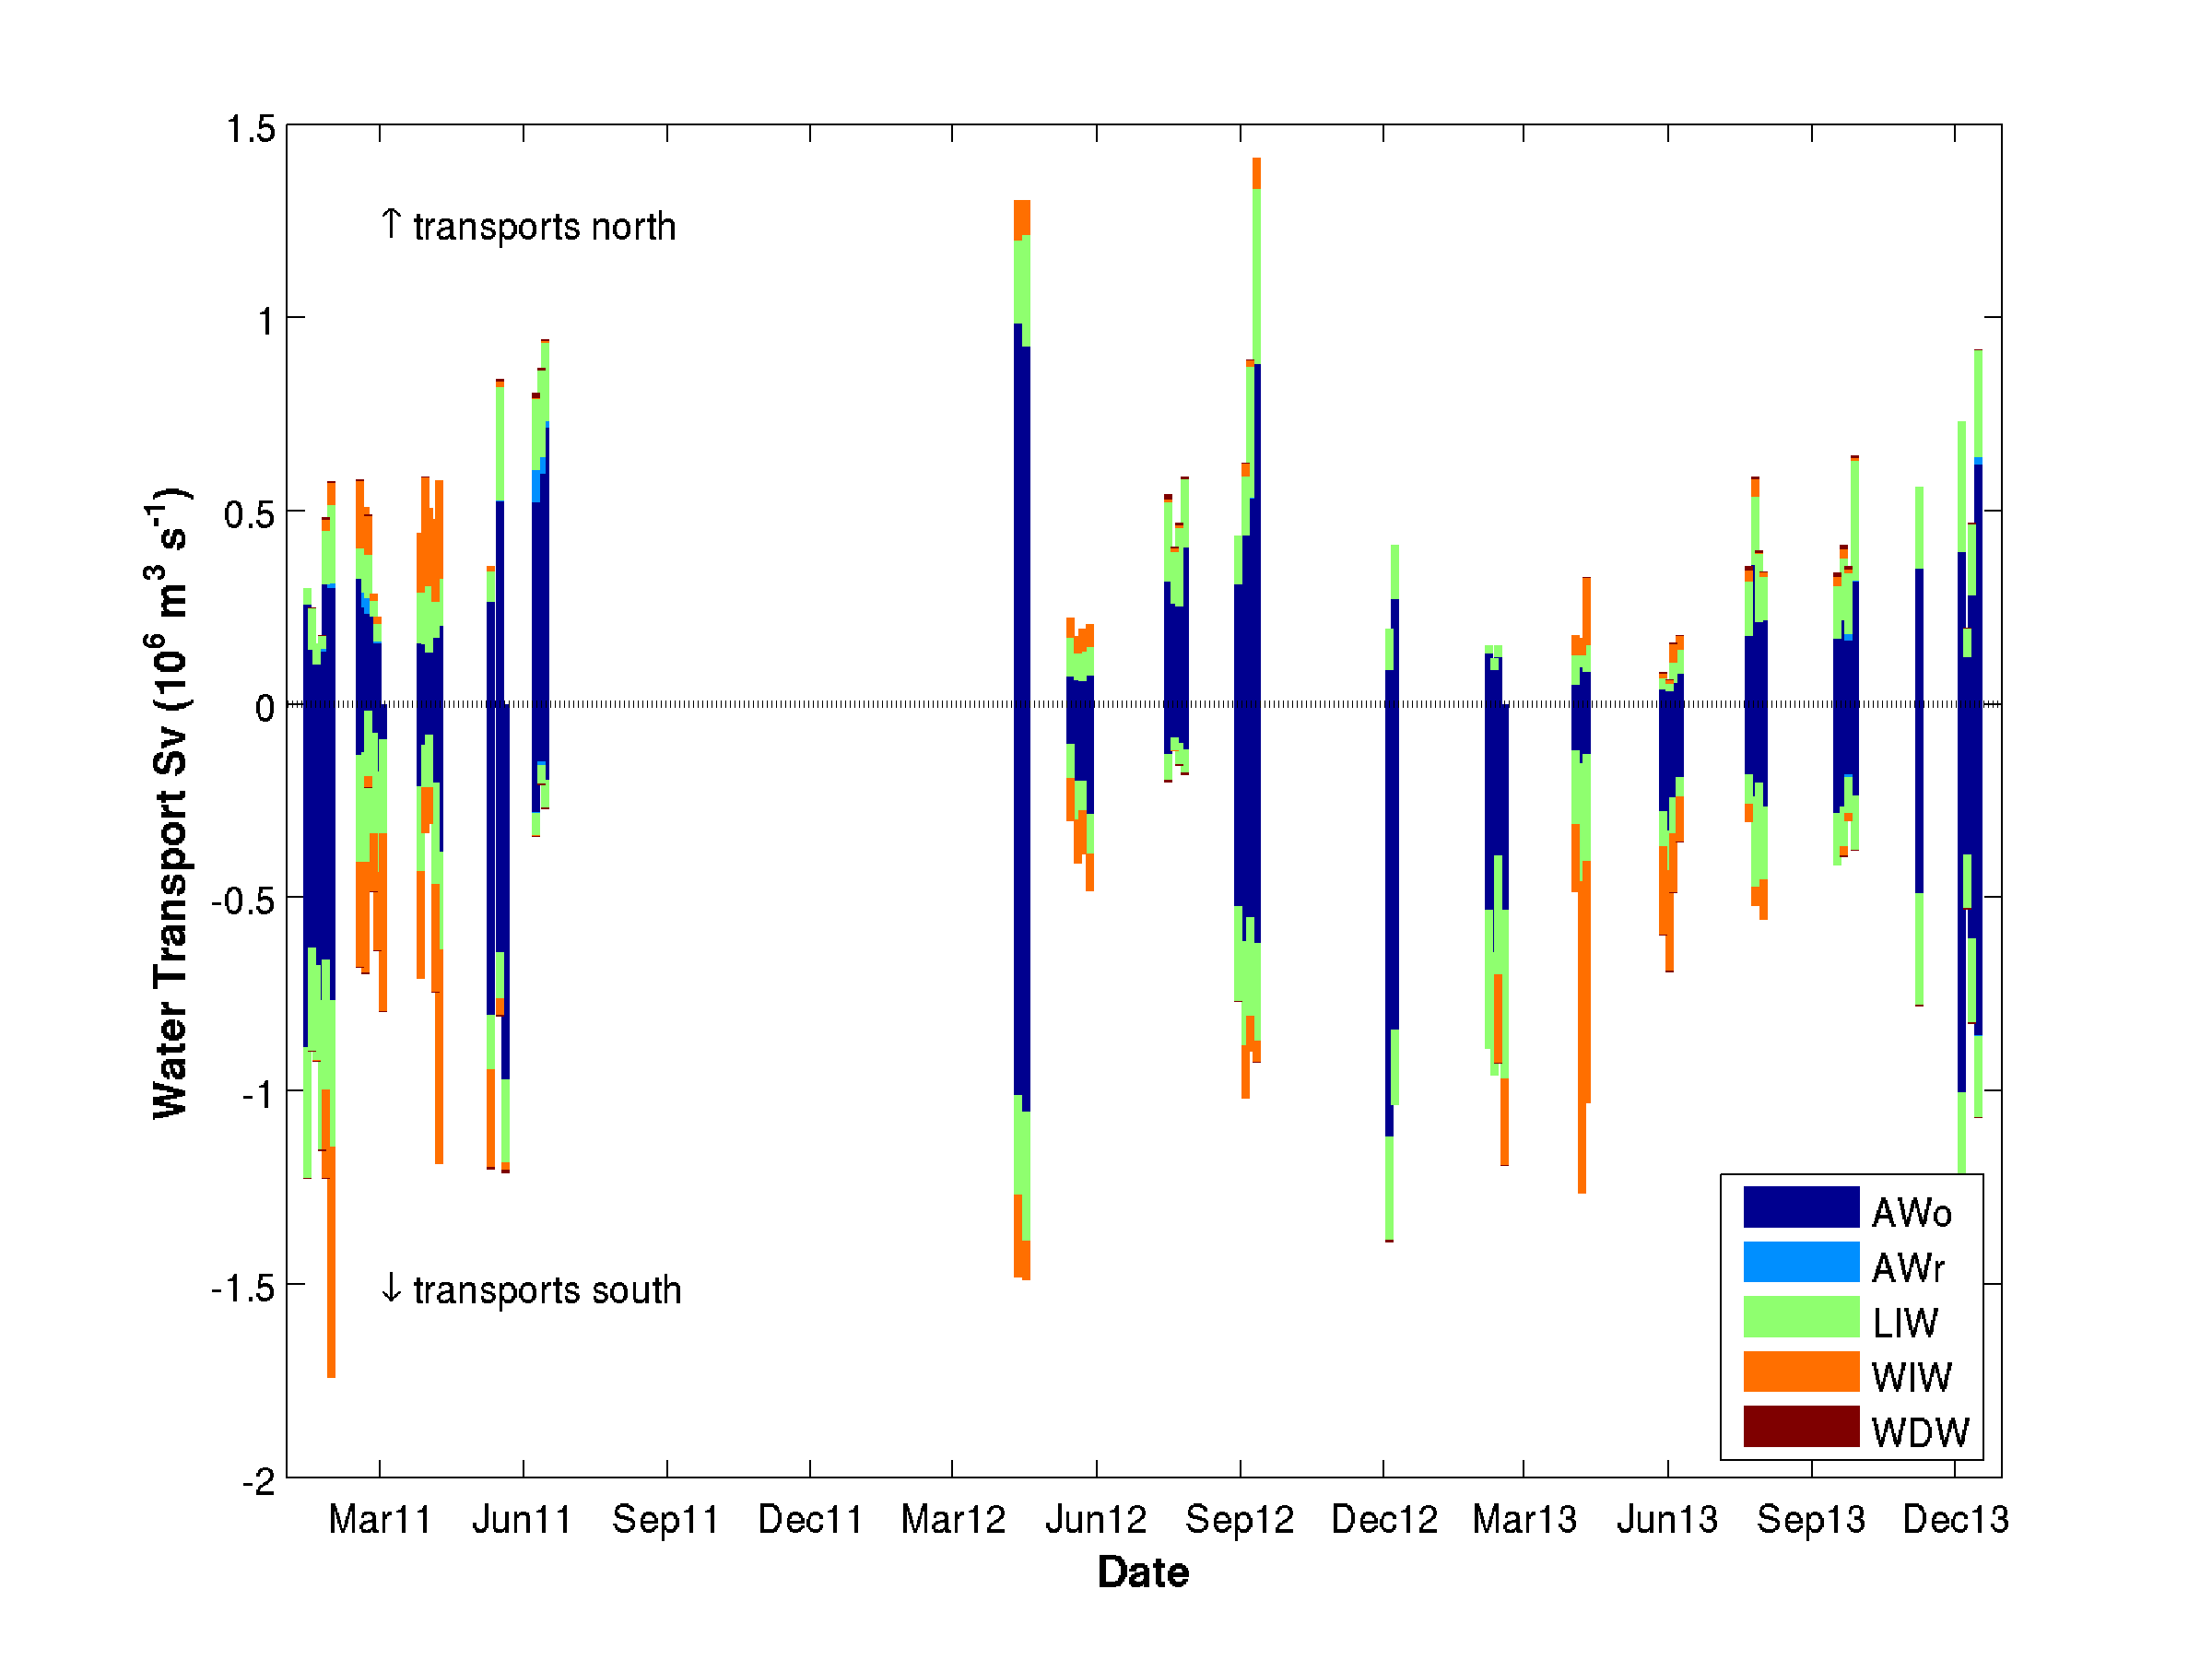 1.5
↑ transports north
1
0.5
0
-0.5
-1
-1.5
↓ transports south
-2
Water Transport Sv (10⁶ m³ s⁻¹)
AWo
AWr
LIW
WIW
WDW
Mar11 Jun11 Sep11 Dec11 Mar12 Jun12 Sep12 Dec12 Mar13 Jun13 Sep13 Dec13
Date